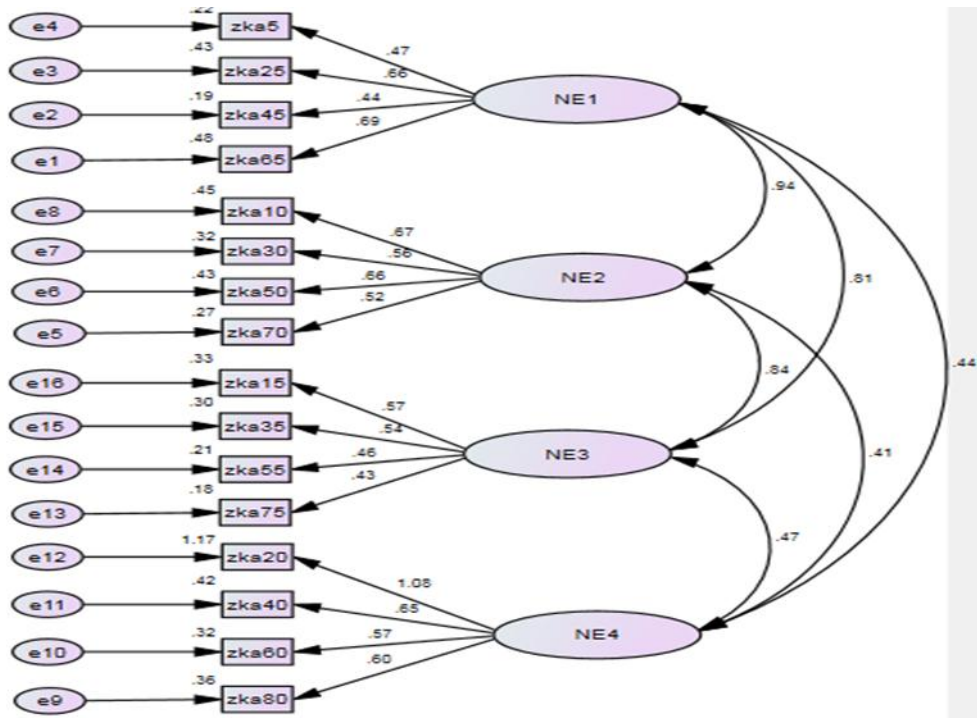 .22
e4 zka5
.47
.43
e3 zka25
.66
NE1
.19
e2 zka45
.44
.69
.48
e1 zka65
.94
.45
e8 zka10
.67
.32
e7 zka30
.56
NE2
.43
e6 zka50
.66
.81
.52
.27
e5 zka70
.84
.44
.33
e16 zka15
.57
.30
e15 zka35
.54
NE3
.41
.21
e14 zka55
.46
.43
.18
e13 zka75
.47
1.17
e12 zka20
1.08
.42
e11 zka40
.65
NE4
.32
e10 zka60
.57
.60
.36
e9 zka80